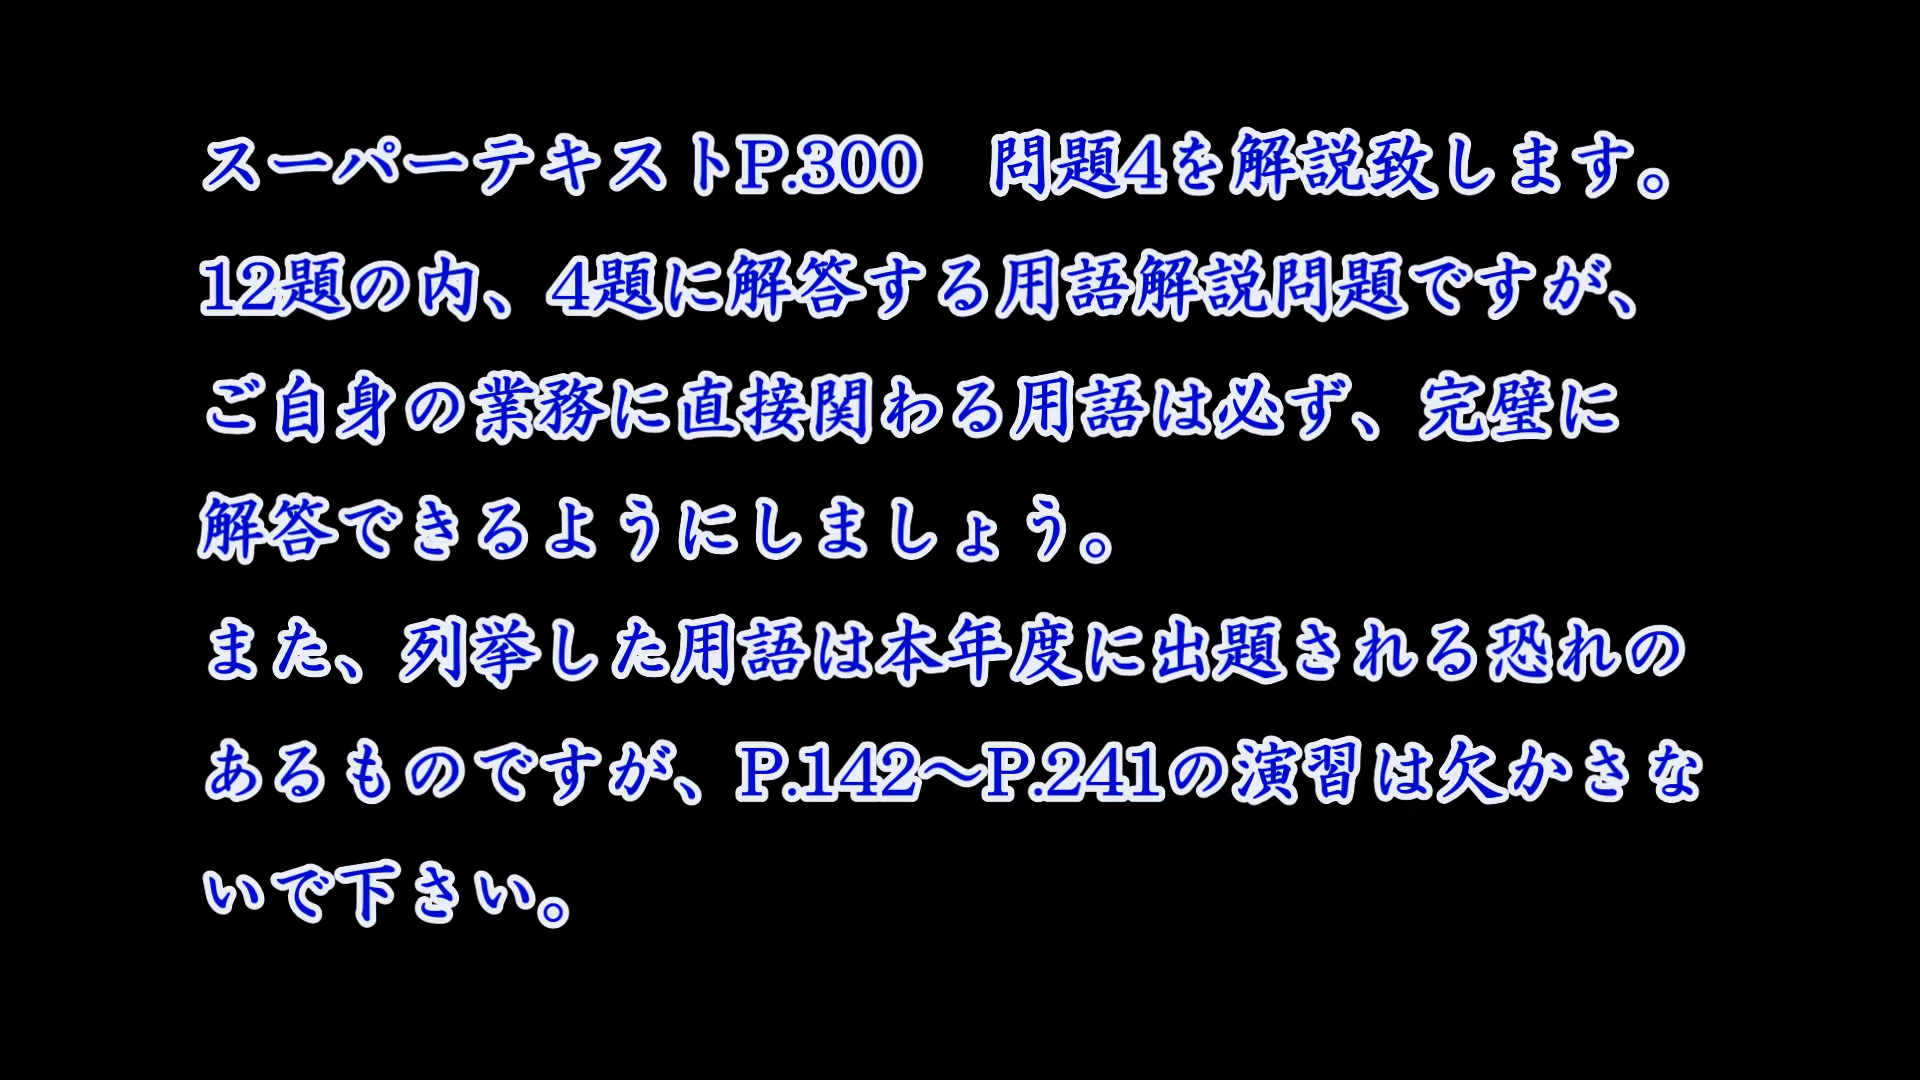 スーパーテキストP.300　問題4を解説致します。
12題の内、4題に解答する用語解説問題ですが、
ご自身の業務に直接関わる用語は必ず、完璧に
解答できるようにしましょう。
また、列挙した用語は本年度に出題される恐れの
あるものですが、P.142～P.241の演習は欠かさな
いで下さい。